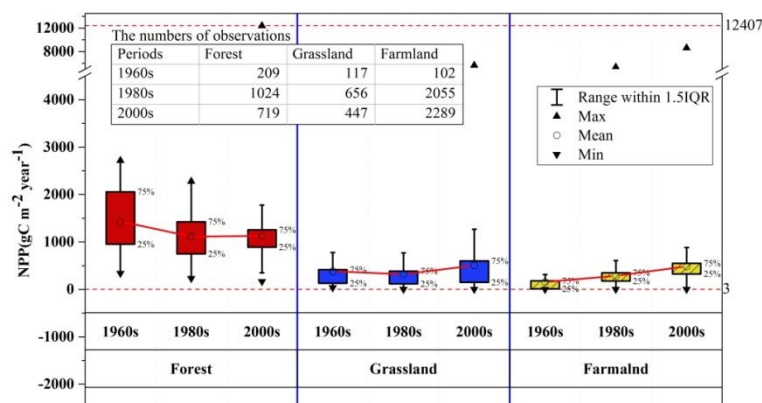 12000
8000
4000
3000
2000
1000
0
-1000
-2000
NPP(gC m-2 year-1)
12407
3
The numbers of observations
Periods Forest Grassland Farmland
1960s 209 117 102
1980s 1024 656 2055
2000s 719 447 2289
Range within 1.5IQR
Max
Mean
Min
75% 75% 75% 75% 75% 75% 75% 75% 75%
25% 25% 25% 25% 25% 25% 25% 25% 25%
1960s 1980s 2000s 1960s 1980s 2000s 1960s 1980s 2000s
Forest Grassland Farmalnd